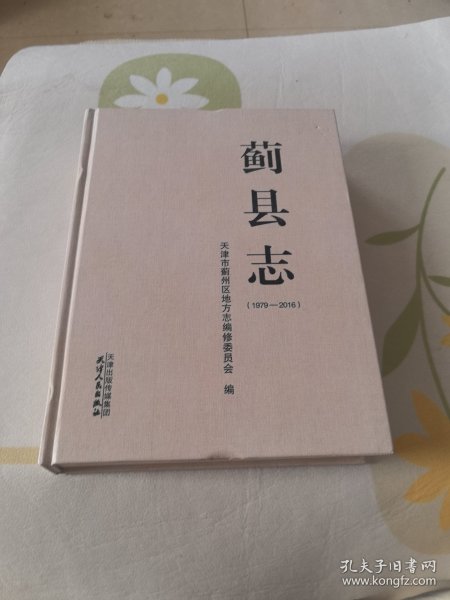 蓟县志
(1979—2016)
天津市蓟州区地方志编修委员会 编
天津出版传媒集团
天津人民出版社
孔夫子旧书网
www.kongfz.com